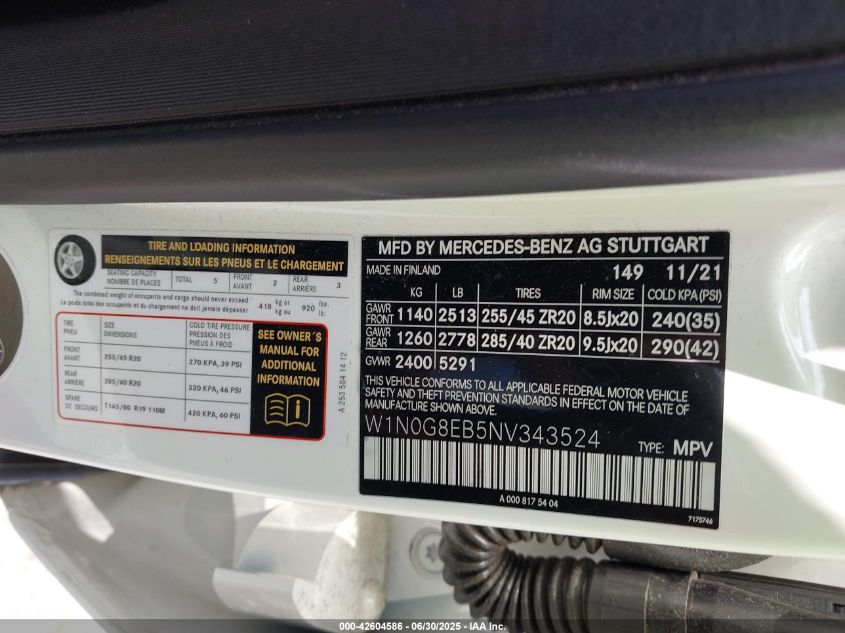 TIRE AND LOADING INFORMATION
RENSEIGNEMENTS SUR LES PNEUS ET LE CHARGEMENT
SEATING CAPACITY
NOMBRE DE PLACES
TOTAL 5
FRONT
AVANT
2
REAR
ARRIÈRE
3
The combined weight of occupants and cargo should never exceed
Le poids total des occupants et du chargement ne doit jamais dépasser
418 kg or
kg ou
920 lbs.
lb.
TIRE
PNEU
SIZE
DIMENSIONS
COLD TIRE PRESSURE
PRESSION DES
PNEUS À FROID
FRONT
AVANT
255/45 R20
270 KPA, 39 PSI
REAR
ARRIÈRE
285/40 R20
320 KPA, 46 PSI
SPARE
DE SECOURS
T145/80 R19 110M
420 KPA, 60 PSI
SEE OWNER´S
MANUAL FOR
ADDITIONAL
INFORMATION
A 253 584 14 12
MFD BY MERCEDES-BENZ AG STUTTGART
MADE IN FINLAND 149 11/21
KG LB TIRES RIM SIZE COLD KPA(PSI)
GAWR
FRONT
1140 2513 255/45 ZR20 8.5Jx20 240(35)
GAWR
REAR
1260 2778 285/40 ZR20 9.5Jx20 290(42)
GVWR 2400 5291
THIS VEHICLE CONFORMS TO ALL APPLICABLE FEDERAL MOTOR VEHICLE
SAFETY AND THEFT PREVENTION STANDARDS IN EFFECT ON THE DATE OF
MANUFACTURE SHOWN ABOVE.
W1N0G8EB5NV343524 TYPE: MPV
A 000 817 54 04
7175746
000-42604586 - 06/30/2025 - IAA Inc.